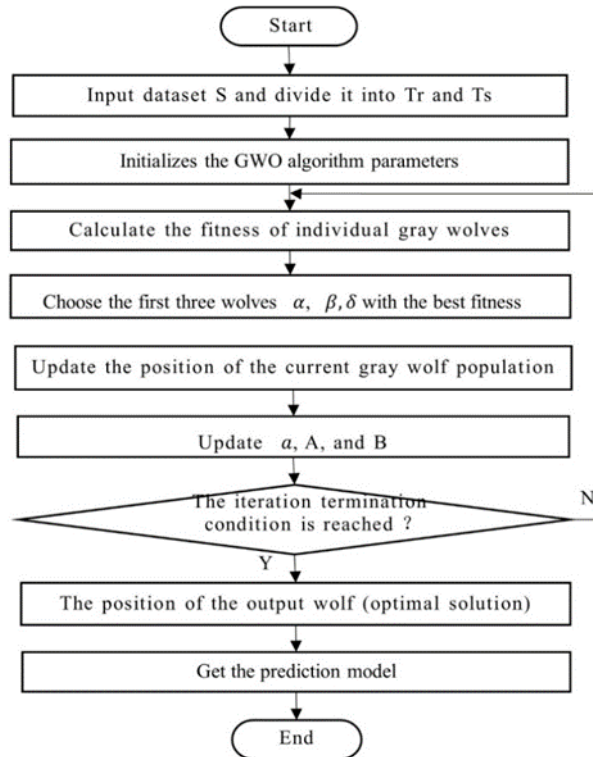 Start
Input dataset S and divide it into Tr and Ts
Initializes the GWO algorithm parameters
Calculate the fitness of individual gray wolves
Choose the first three wolves α, β,δ with the best fitness
Update the position of the current gray wolf population
Update a, A, and B
The iteration termination
condition is reached ?
N
Y
The position of the output wolf (optimal solution)
Get the prediction model
End